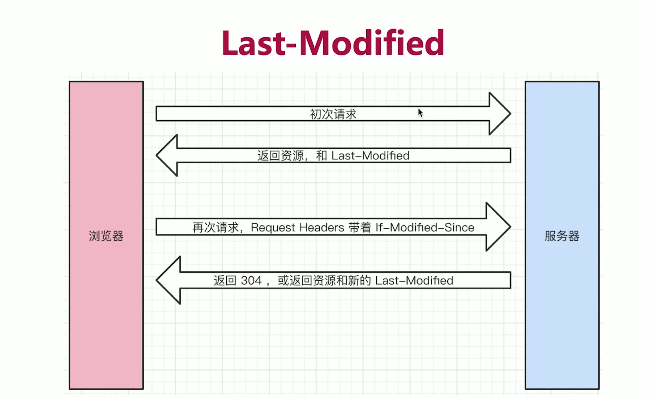 Last-Modified
初次请求
返回资源，和 Last-Modified
浏览器
再次请求，Request Headers 带着 If-Modified-Since
服务器
返回 304 ，或返回资源和新的 Last-Modified